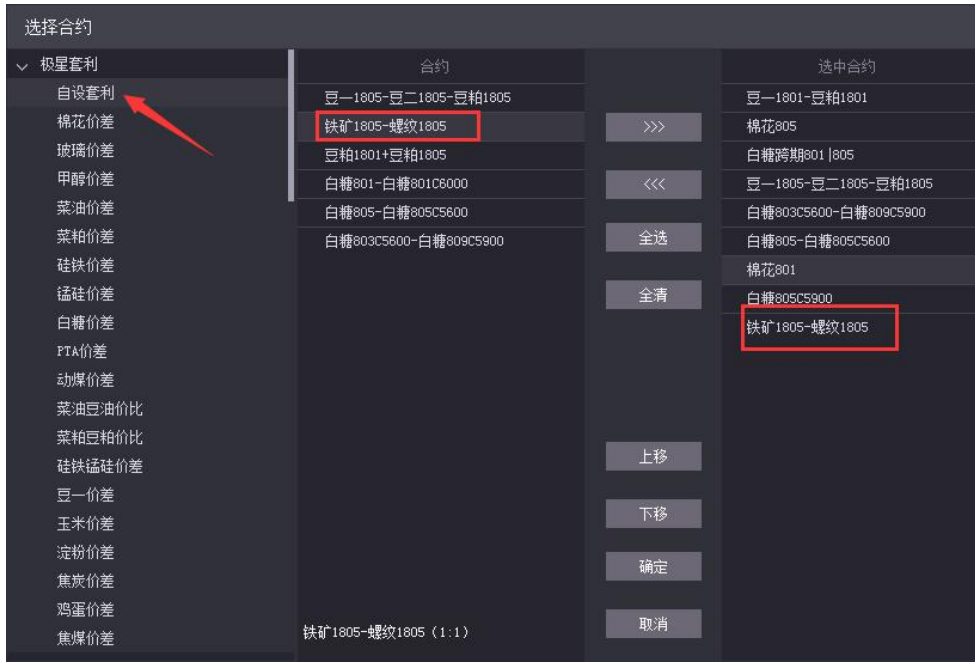 选择合约
极星套利
自设套利
棉花价差
玻璃价差
甲醇价差
菜油价差
菜粕价差
硅铁价差
锰硅价差
白糖价差
PTA价差
动煤价差
菜油豆油价比
菜粕豆粕价比
硅铁锰硅价差
豆一价差
玉米价差
淀粉价差
焦炭价差
鸡蛋价差
焦煤价差
合约
豆一1805-豆二1805-豆粕1805
铁矿1805-螺纹1805
豆粕1801+豆粕1805
白糖801-白糖801C6000
白糖805-白糖805C5600
白糖803C5600-白糖809C5900
铁矿1805-螺纹1805 (1:1)
>>>
<<<
全选
全清
上移
下移
确定
取消
选中合约
豆一1801-豆粕1801
棉花805
白糖跨期801|805
豆一1805-豆二1805-豆粕1805
白糖803C5600-白糖809C5900
白糖805-白糖805C5600
棉花801
白糖805C5900
铁矿1805-螺纹1805